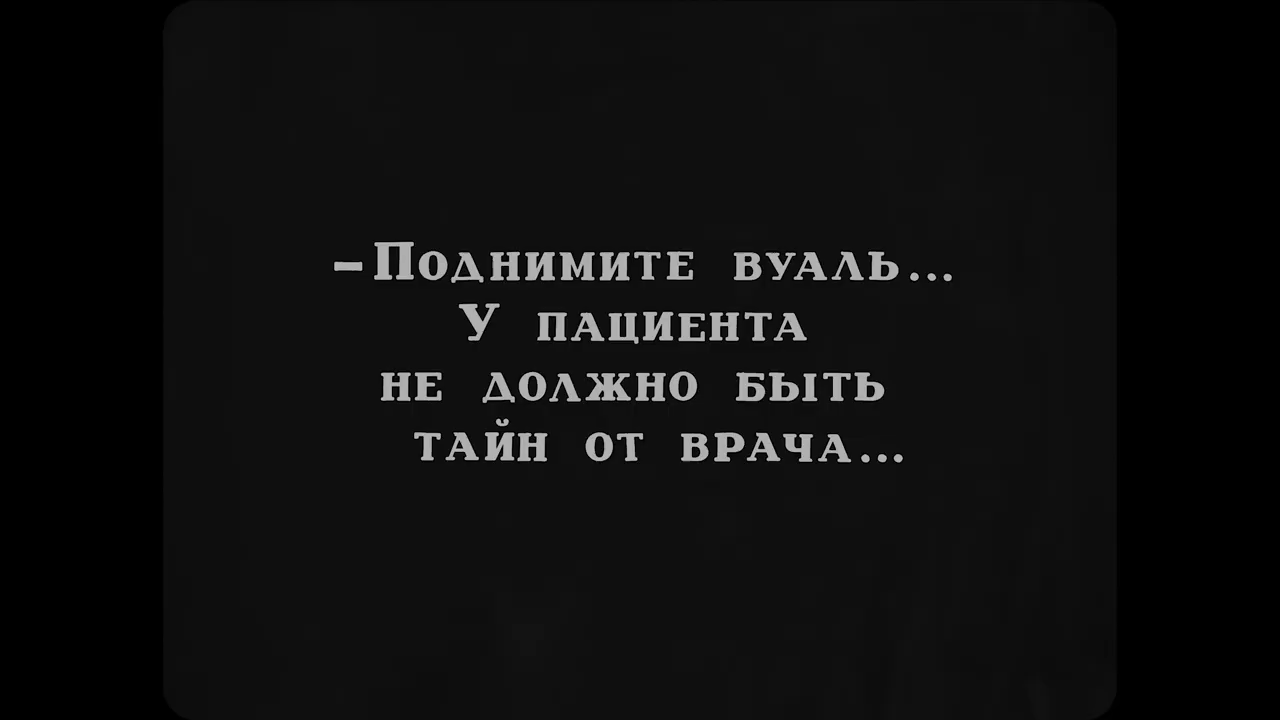 –Поднимите вуаль...
У пациента
не должно быть
тайн от врача...